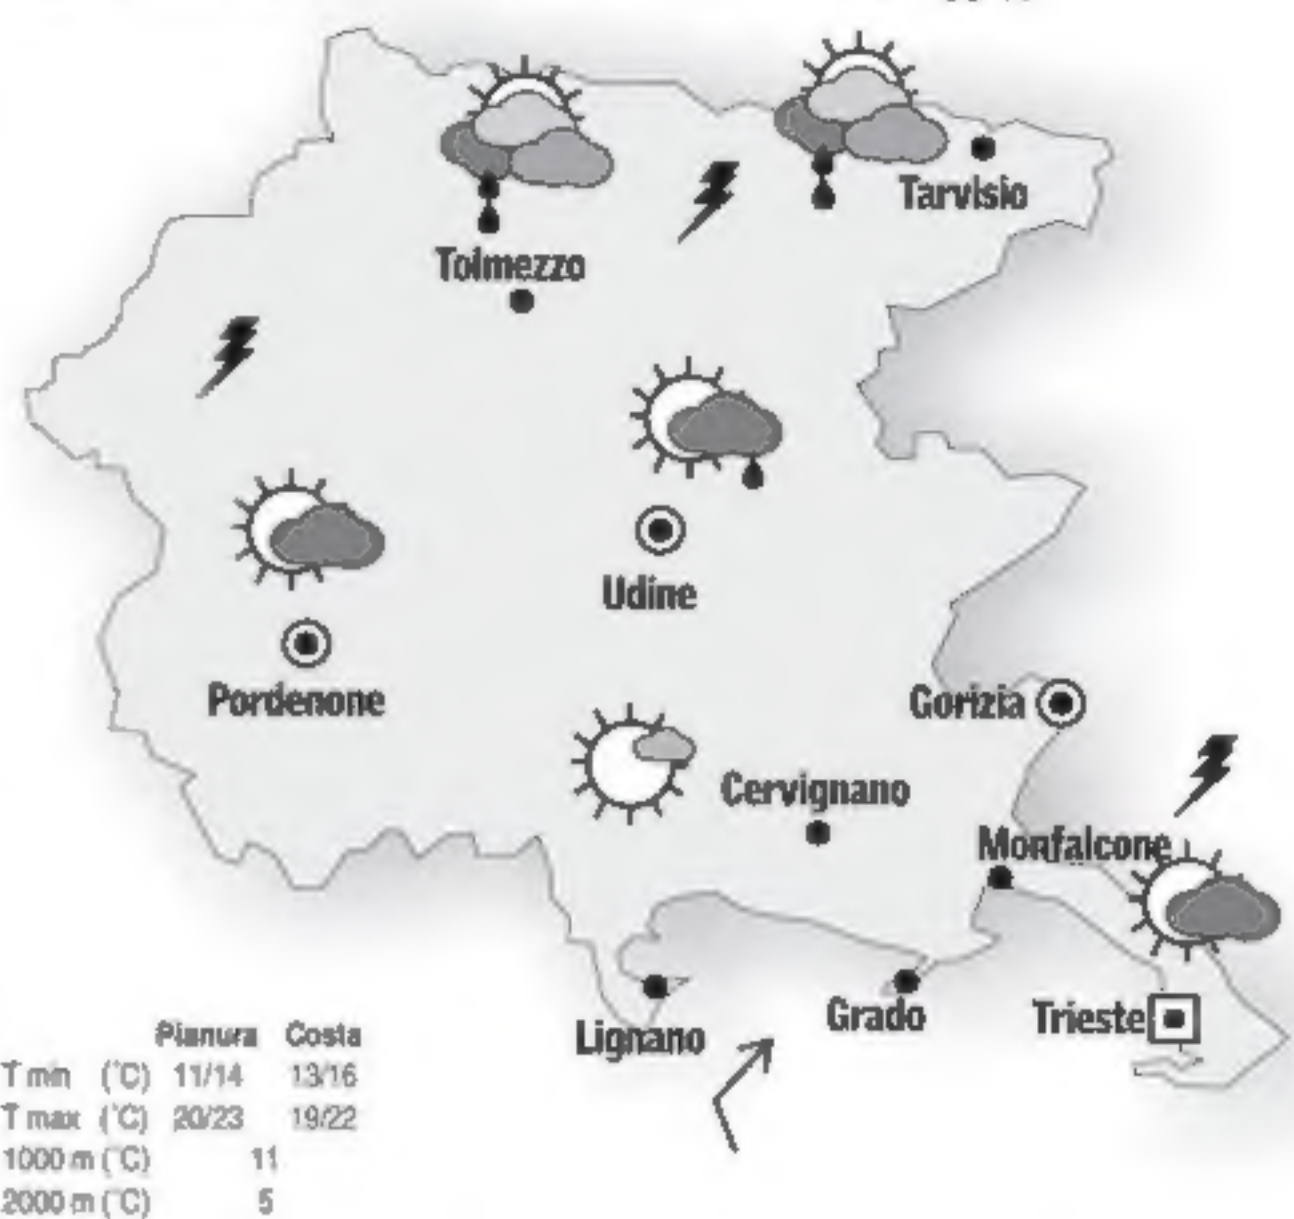 Tarvisio
Tolmezzo
Udine
Pordenone
Gorizia
Cervignano
Monfalcone
Grado
Trieste
Lignano
Pianura Costa
T min (°C) 11/14 13/16
T max (°C) 20/23 19/22
1000 m (°C) 11
2000 m (°C) 5